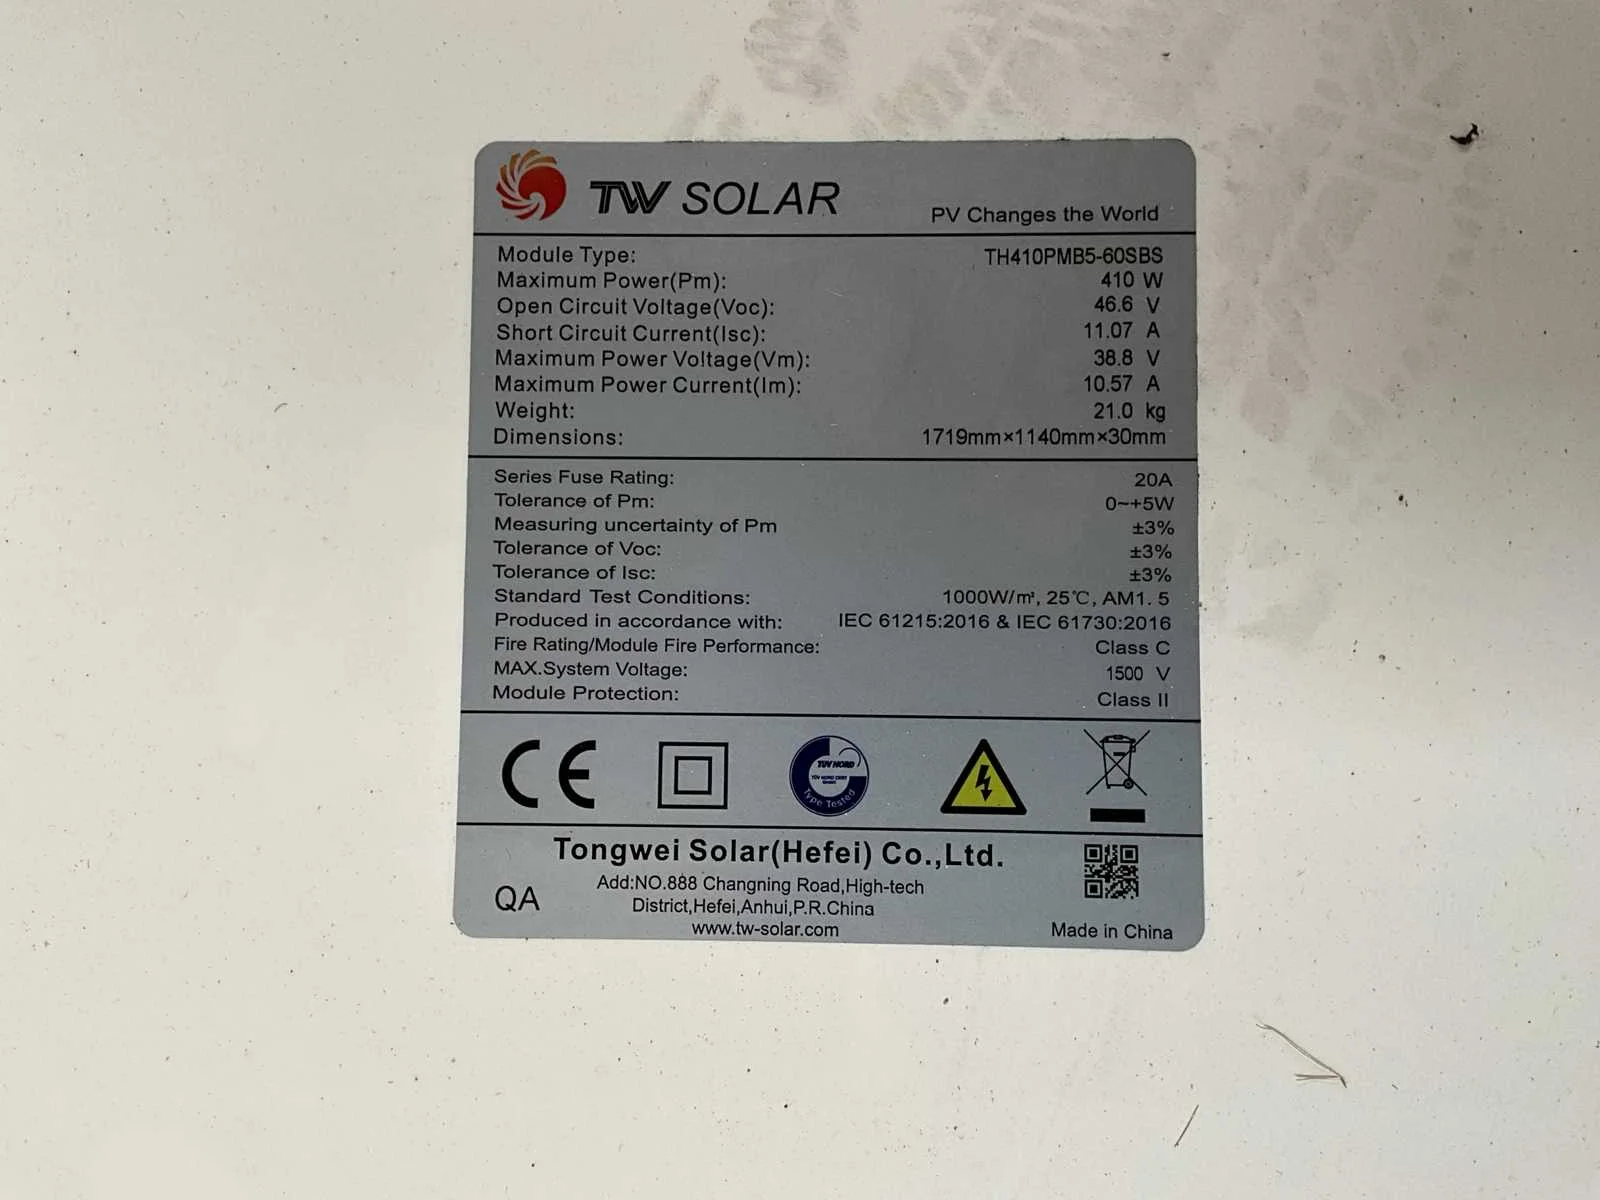 TW SOLAR PV Changes the World
Module Type: TH410PMB5-60SBS
Maximum Power(Pm): 410 W
Open Circuit Voltage(Voc): 46.6 V
Short Circuit Current(Isc): 11.07 A
Maximum Power Voltage(Vm): 38.8 V
Maximum Power Current(Im): 10.57 A
Weight: 21.0 kg
Dimensions: 1719mm×1140mm×30mm
Series Fuse Rating: 20A
Tolerance of Pm: 0~+5W
Measuring uncertainty of Pm ±3%
Tolerance of Voc: ±3%
Tolerance of Isc: ±3%
Standard Test Conditions: 1000W/㎡, 25℃, AM1. 5
Produced in accordance with: IEC 61215:2016 & IEC 61730:2016
Fire Rating/Module Fire Performance: Class C
MAX.System Voltage: 1500 V
Module Protection: Class II
CE
TÜV NORD
TÜV NORD CERT
GmbH
Type Tested
Tongwei Solar(Hefei) Co.,Ltd.
Add:NO.888 Changning Road,High-tech
District,Hefei,Anhui,P.R.China
www.tw-solar.com
QA
Made in China